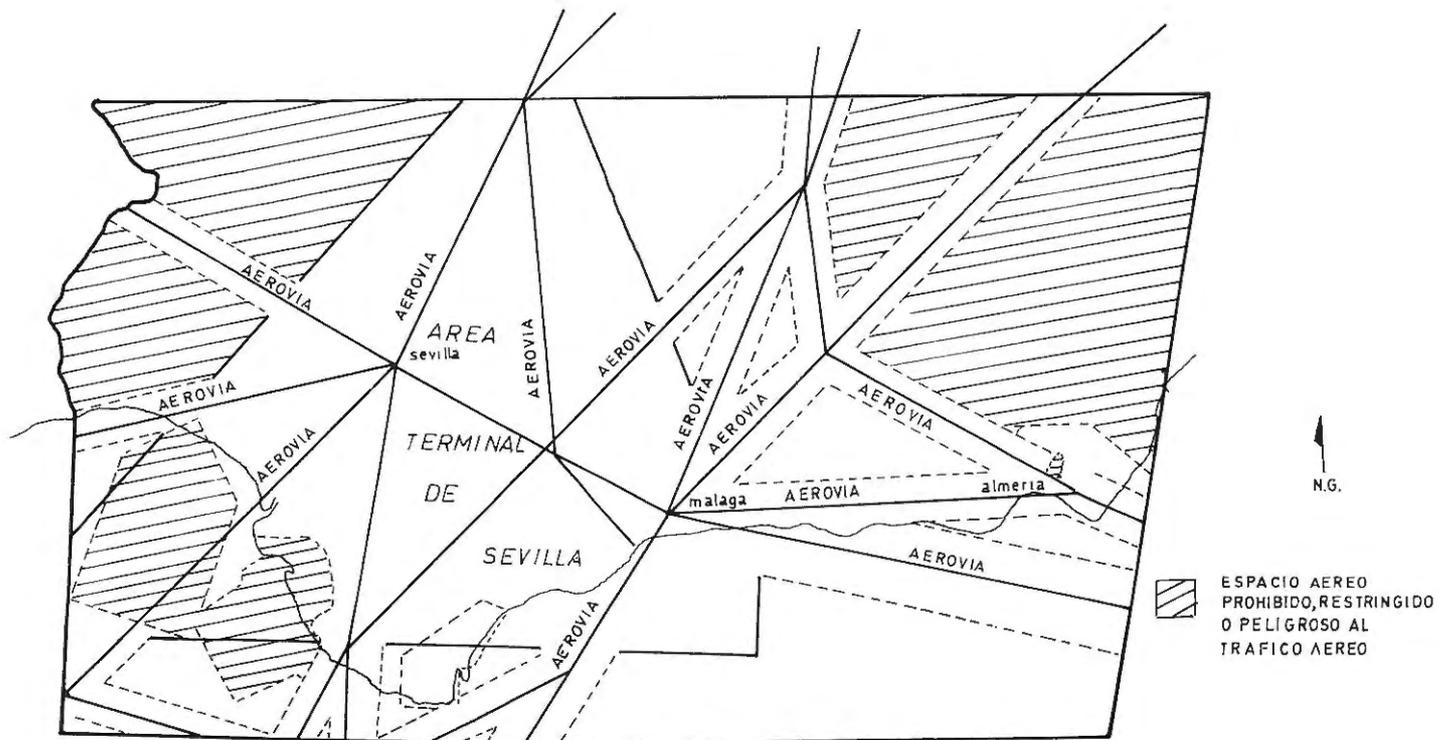 AEROVIA
AEROVIA
AREA
sevilla
AEROVIA
AEROVIA
AEROVIA
AEROVIA
AEROVIA
AEROVIA
AEROVIA
TERMINAL
DE
SEVILLA
malaga
AEROVIA
almeria
AEROVIA
AEROVIA
N.G.
ESPACIO AEREO
PROHIBIDO, RESTRINGIDO
O PELIGROSO AL
TRAFICO AEREO